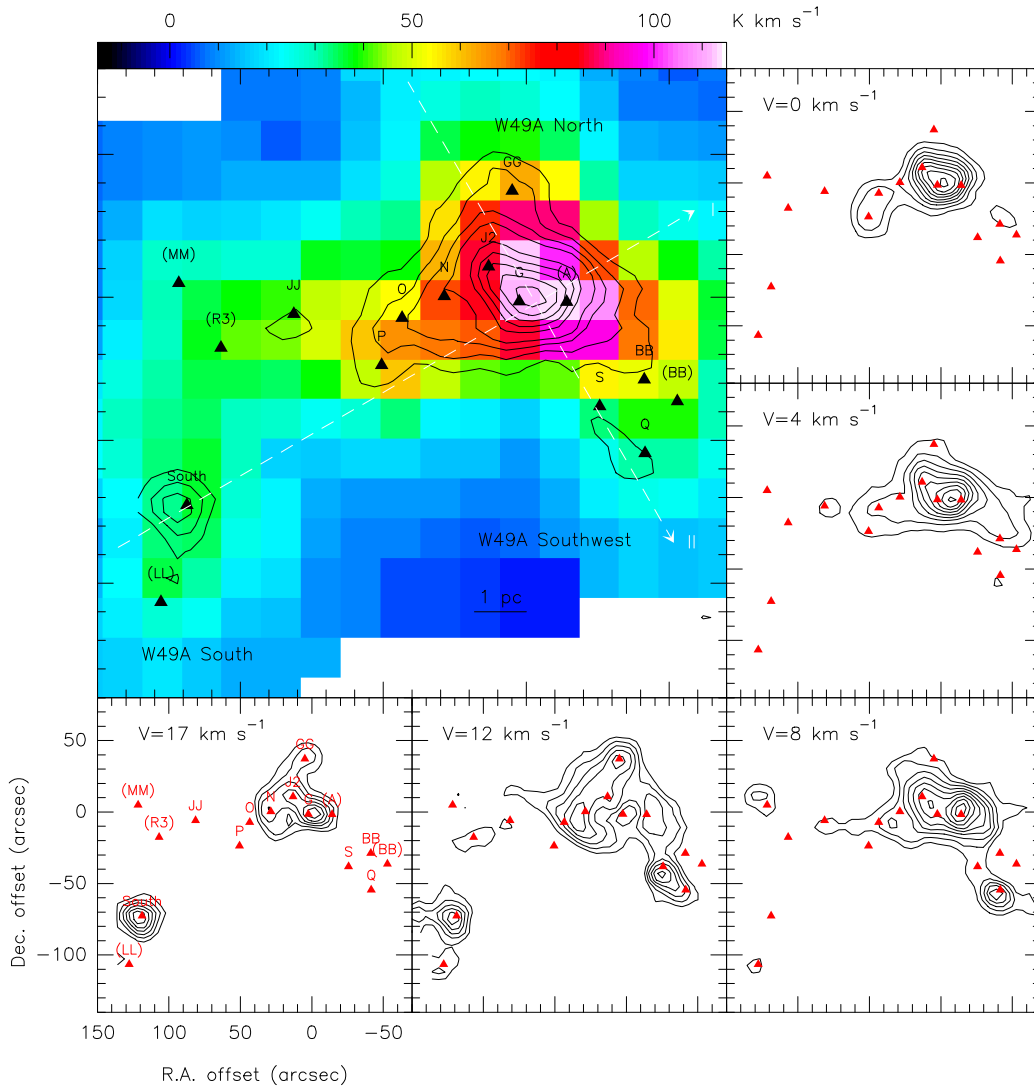 0 50 100 K km s⁻¹
W49A North
GG
I
J2
(MM)
N
G
(A)
JJ
O
(R3)
P
BB
S
(BB)
Q
South
W49A Southwest
II
(LL)
1 pc
W49A South
V=0 km s⁻¹
V=4 km s⁻¹
V=17 km s⁻¹
GG
J2
(MM)
N
G
(A)
JJ
O
(R3)
P
BB
(BB)
S
Q
South
(LL)
V=12 km s⁻¹
V=8 km s⁻¹
50
0
−50
−100
Dec. offset (arcsec)
150 100 50 0 −50
R.A. offset (arcsec)